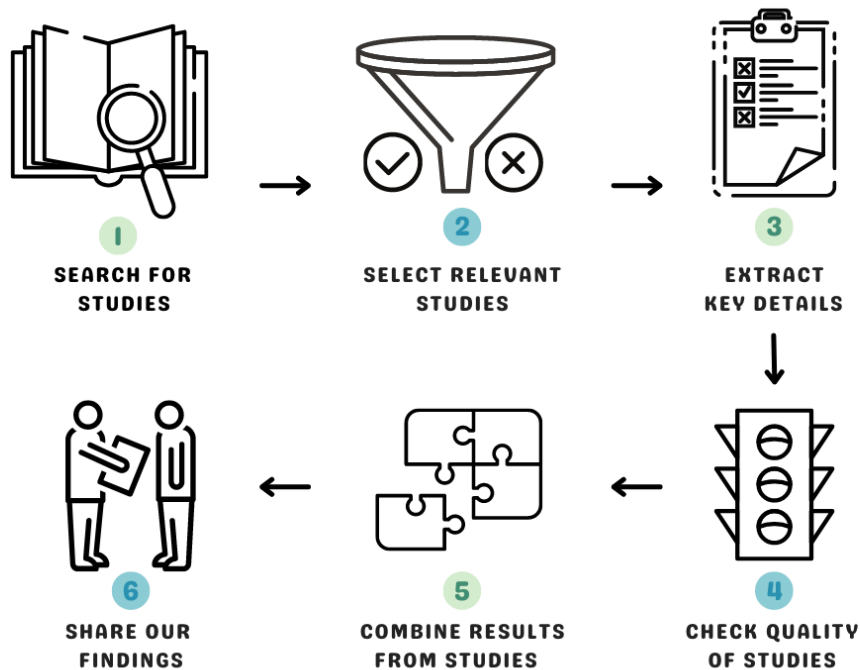 1
SEARCH FOR
STUDIES
2
SELECT RELEVANT
STUDIES
3
EXTRACT
KEY DETAILS
4
CHECK QUALITY
OF STUDIES
5
COMBINE RESULTS
FROM STUDIES
6
SHARE OUR
FINDINGS